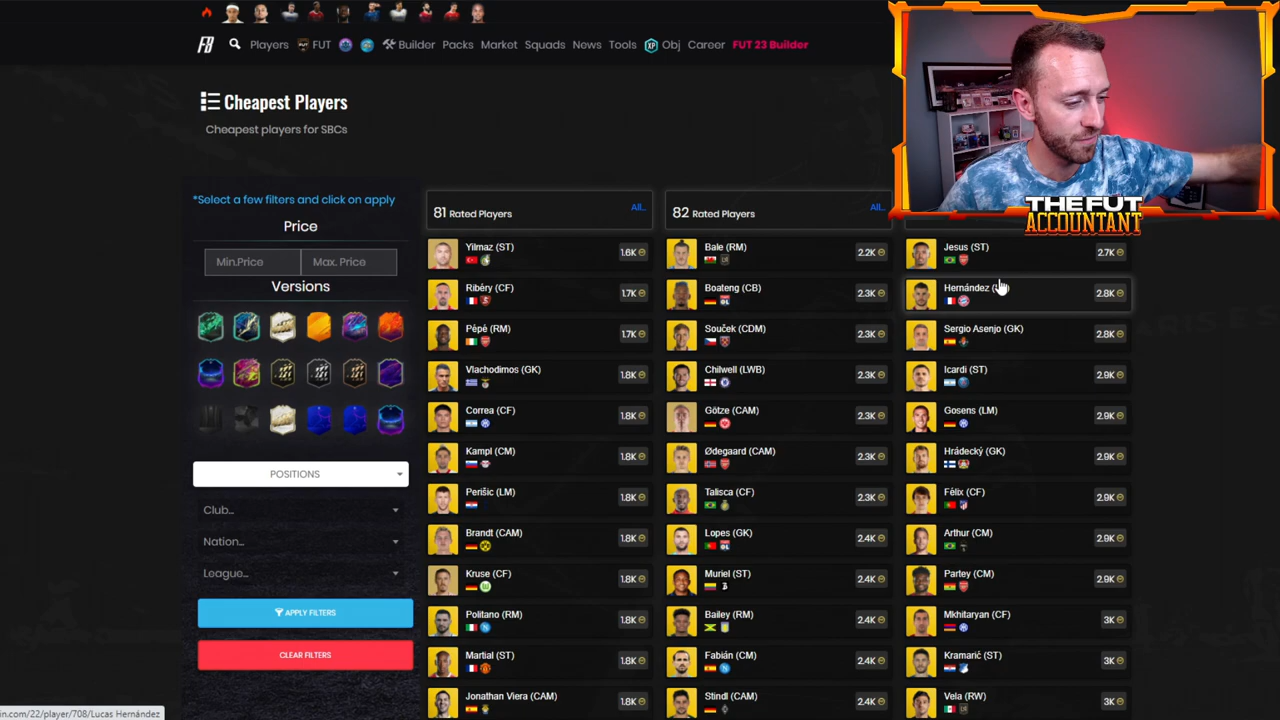 FB Players FUT Builder Packs Market Squads News Tools XP Obj Career FUT 23 Builder
Cheapest Players
Cheapest players for SBCs
*Select a few filters and click on apply
Price
Min.Price Max. Price
Versions
POSITIONS
Club...
Nation...
League...
APPLY FILTERS
CLEAR FILTERS
81 Rated Players All..
Yilmaz (ST) 1.6K
Ribéry (CF) 1.7K
Pépé (RM) 1.7K
Vlachodimos (GK) 1.8K
Correa (CF) 1.8K
Kampl (CM) 1.8K
Perišic (LM) 1.8K
Brandt (CAM) 1.8K
Kruse (CF) 1.8K
Politano (RM) 1.8K
Martial (ST) 1.8K
Jonathan Viera (CAM) 1.8K
82 Rated Players All..
Bale (RM) 2.2K
Boateng (CB) 2.3K
Souček (CDM) 2.3K
Chilwell (LWB) 2.3K
Götze (CAM) 2.3K
Ødegaard (CAM) 2.3K
Talisca (CF) 2.3K
Lopes (GK) 2.4K
Muriel (ST) 2.4K
Bailey (RM) 2.4K
Fabián (CM) 2.4K
Stindl (CAM) 2.4K
Jesus (ST) 2.7K
Hernández 2.8K
Sergio Asenjo (GK) 2.8K
Icardi (ST) 2.9K
Gosens (LM) 2.9K
Hrádecký (GK) 2.9K
Félix (CF) 2.9K
Arthur (CM) 2.9K
Partey (CM) 2.9K
Mkhitaryan (CF) 3K
Kramarič (ST) 3K
Vela (RW) 3K
THE FUT
ACCOUNTANT
in.com/22/player/708/Lucas Hernández